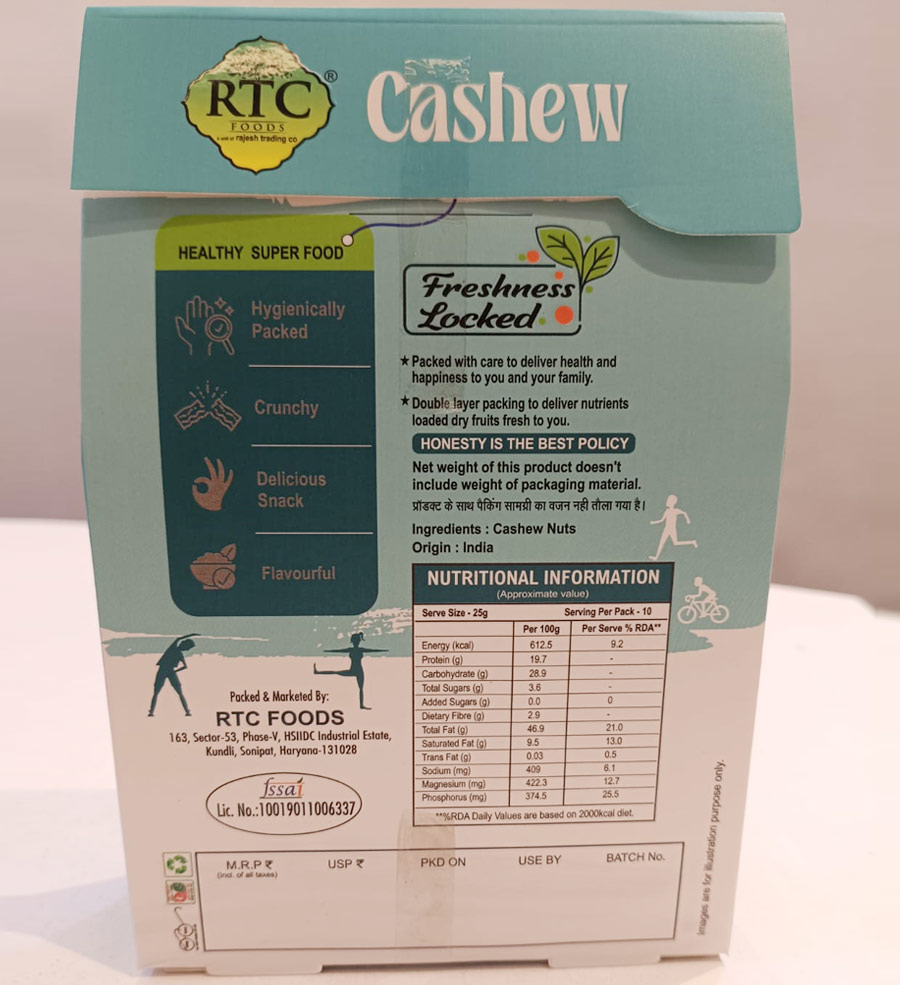 RTC ®
FOODS
a unit of rajesh trading co
Cashew
HEALTHY SUPER FOOD
Hygienically
Packed
Crunchy
Delicious
Snack
Flavourful
Freshness
Locked
★ Packed with care to deliver health and
happiness to you and your family.
★ Double layer packing to deliver nutrients
loaded dry fruits fresh to you.
HONESTY IS THE BEST POLICY
Net weight of this product doesn't
include weight of packaging material.
प्रॉडक्ट के साथ पैकिंग सामग्री का वजन नही तौला गया है।
Ingredients : Cashew Nuts
Origin : India
NUTRITIONAL INFORMATION
(Approximate value)
Serve Size - 25g Serving Per Pack - 10
Per 100g Per Serve % RDA**
Energy (kcal) 612.5 9.2
Protein (g) 19.7 -
Carbohydrate (g) 28.9 -
Total Sugars (g) 3.6 -
Added Sugars (g) 0.0 0
Dietary Fibre (g) 2.9 -
Total Fat (g) 46.9 21.0
Saturated Fat (g) 9.5 13.0
Trans Fat (g) 0.03 0.5
Sodium (mg) 409 6.1
Magnesium (mg) 422.3 12.7
Phosphorus (mg) 374.5 25.5
**%RDA Daily Values are based on 2000kcal diet.
Packed & Marketed By:
RTC FOODS
163, Sector-53, Phase-V, HSIIDC Industrial Estate,
Kundli, Sonipat, Haryana-131028
fssai
Lic. No.:10019011006337
M.R.P ₹ USP ₹ PKD ON USE BY BATCH No.
(incl. of all taxes)
Images are for illustration purpose only.